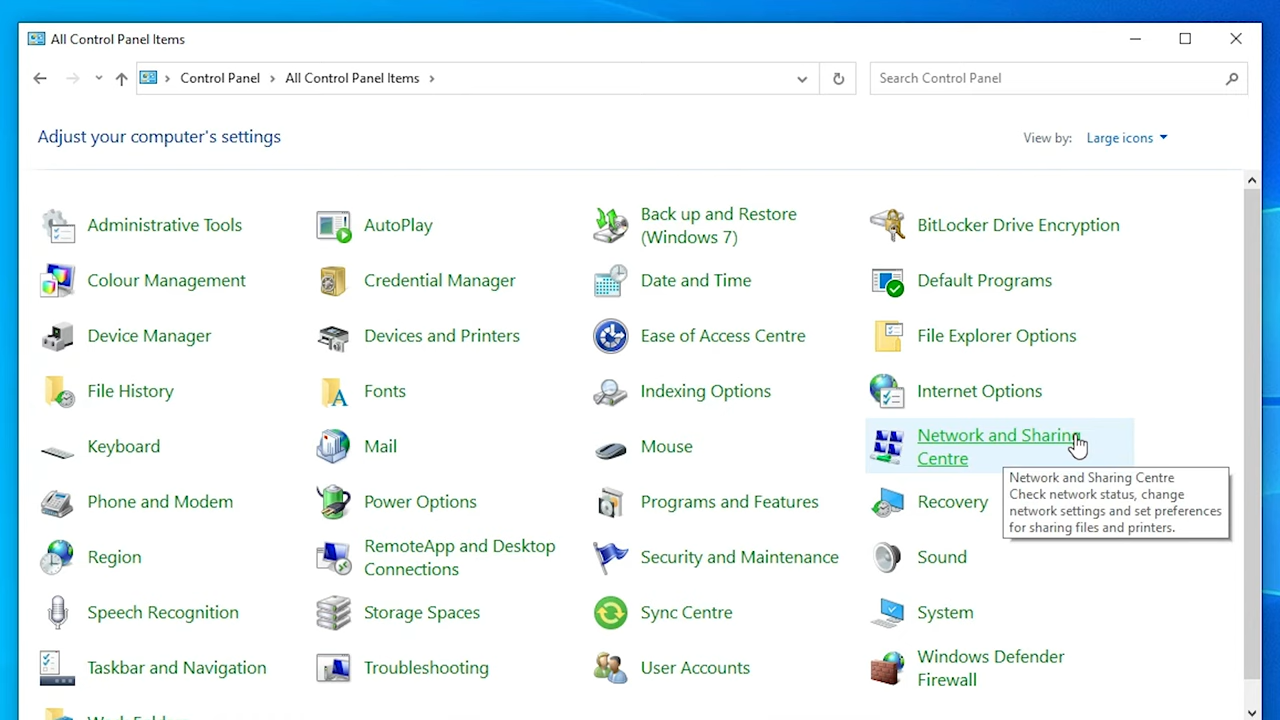 All Control Panel Items
Control Panel > All Control Panel Items >
Search Control Panel
Adjust your computer's settings
View by: Large icons
Administrative Tools
AutoPlay
Back up and Restore
(Windows 7)
BitLocker Drive Encryption
Colour Management
Credential Manager
Date and Time
Default Programs
Device Manager
Devices and Printers
Ease of Access Centre
File Explorer Options
File History
Fonts
Indexing Options
Internet Options
Keyboard
Mail
Mouse
Network and Sharing
Centre
Network and Sharing Centre
Check network status, change
network settings and set preferences
for sharing files and printers.
Phone and Modem
Power Options
Programs and Features
Recovery
Region
RemoteApp and Desktop
Connections
Security and Maintenance
Sound
Speech Recognition
Storage Spaces
Sync Centre
System
Taskbar and Navigation
Troubleshooting
User Accounts
Windows Defender
Firewall